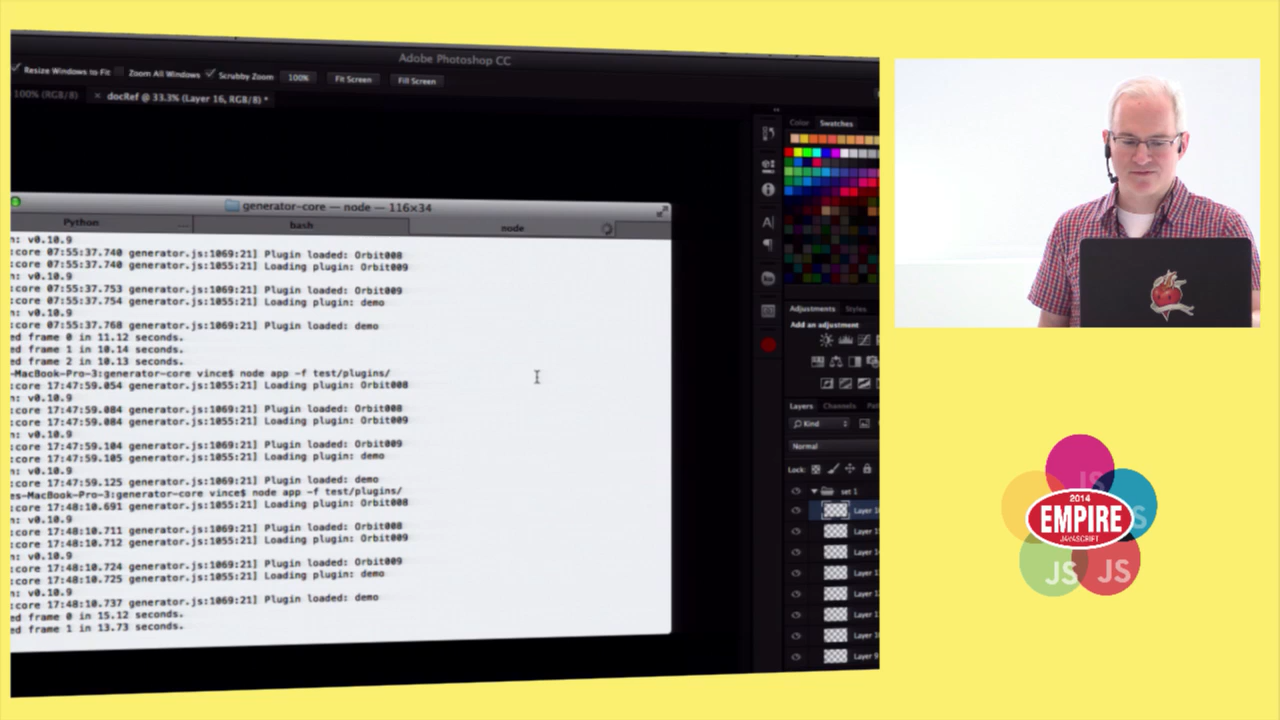 Adobe Photoshop CC
Resize Windows to Fit Zoom All Windows Scrubby Zoom 100% Fit Screen Fill Screen
100% (RGB/8) × docRef @ 33.3% (Layer 16, RGB/8) *
Color Swatches
generator-core — node — 116×34
Python bash node
n: v0.10.9
:core 07:55:37.740 generator.js:1069:21] Plugin loaded: Orbit008
:core 07:55:37.740 generator.js:1055:21] Loading plugin: Orbit009
n: v0.10.9
:core 07:55:37.753 generator.js:1069:21] Plugin loaded: Orbit009
:core 07:55:37.754 generator.js:1055:21] Loading plugin: demo
n: v0.10.9
:core 07:55:37.768 generator.js:1069:21] Plugin loaded: demo
ed frame 0 in 11.12 seconds.
ed frame 1 in 10.14 seconds.
ed frame 2 in 10.13 seconds.
-MacBook-Pro-3:generator-core vince$ node app -f test/plugins/
:core 17:47:59.054 generator.js:1055:21] Loading plugin: Orbit008
n: v0.10.9
:core 17:47:59.084 generator.js:1069:21] Plugin loaded: Orbit008
:core 17:47:59.084 generator.js:1055:21] Loading plugin: Orbit009
n: v0.10.9
:core 17:47:59.104 generator.js:1069:21] Plugin loaded: Orbit009
:core 17:47:59.105 generator.js:1055:21] Loading plugin: demo
n: v0.10.9
:core 17:47:59.125 generator.js:1069:21] Plugin loaded: demo
es-MacBook-Pro-3:generator-core vince$ node app -f test/plugins/
:core 17:48:10.691 generator.js:1055:21] Loading plugin: Orbit008
n: v0.10.9
:core 17:48:10.711 generator.js:1069:21] Plugin loaded: Orbit008
:core 17:48:10.712 generator.js:1055:21] Loading plugin: Orbit009
n: v0.10.9
:core 17:48:10.724 generator.js:1069:21] Plugin loaded: Orbit009
:core 17:48:10.725 generator.js:1055:21] Loading plugin: demo
n: v0.10.9
:core 17:48:10.737 generator.js:1069:21] Plugin loaded: demo
ed frame 0 in 15.12 seconds.
ed frame 1 in 13.73 seconds.
Adjustments Styles
Add an adjustment
Layers Channels Pat
Kind
Normal
Lock:
set 1
Layer
Layer
Layer
Layer
Layer
Layer
Layer
Layer 9
JS
2014
EMPIRE
JAVASCRIPT
JS
JS JS